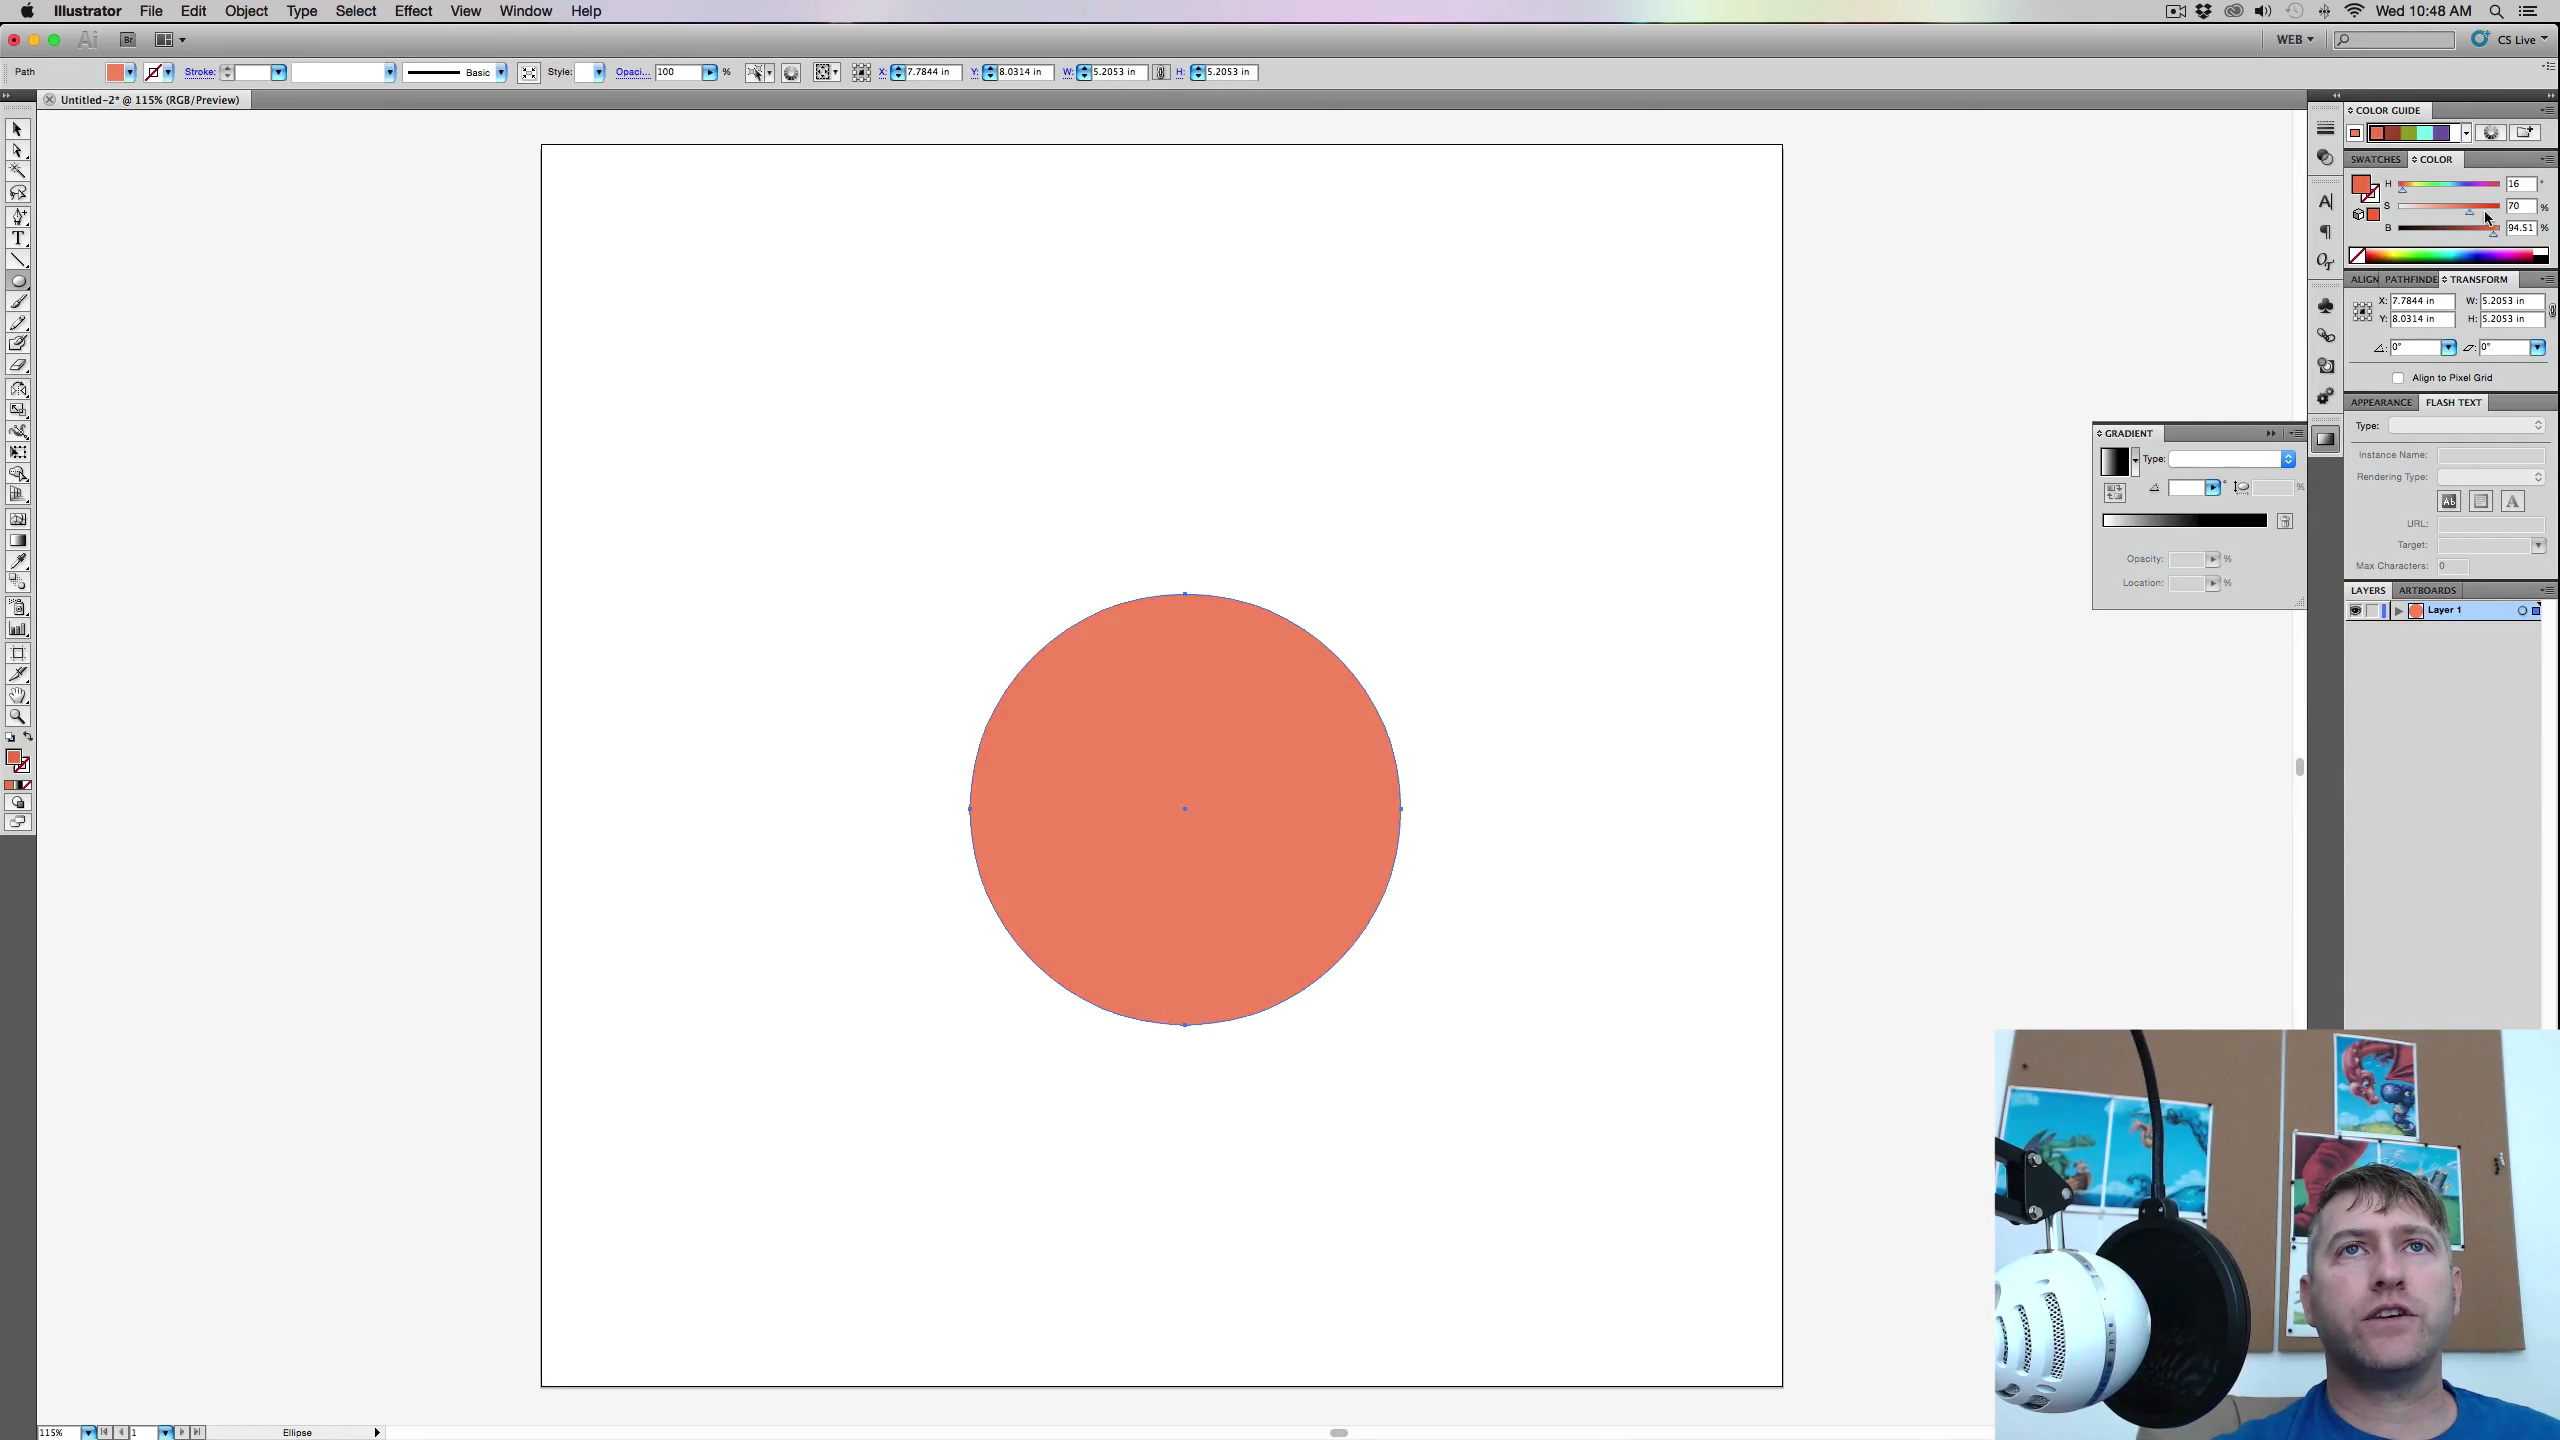 Illustrator File Edit Object Type Select Effect View Window Help Wed 10:48 AM
Ai Br WEB CS Live
Path Stroke: Basic Style: Opaci... 100 % X: 7.7844 in Y: 8.0314 in W: 5.2053 in H: 5.2053 in
Untitled-2* @ 115% (RGB/Preview)
COLOR GUIDE
SWATCHES COLOR
H 16 °
S 70 %
B 94.51 %
ALIGN PATHFINDE TRANSFORM
X: 7.7844 in W: 5.2053 in
Y: 8.0314 in H: 5.2053 in
0° 0°
Align to Pixel Grid
APPEARANCE FLASH TEXT
Type:
Instance Name:
Rendering Type:
Ab A
URL:
Target:
Max Characters: 0
GRADIENT
Type:
° %
Opacity: %
Location: %
LAYERS ARTBOARDS
Layer 1
115% 1 Ellipse